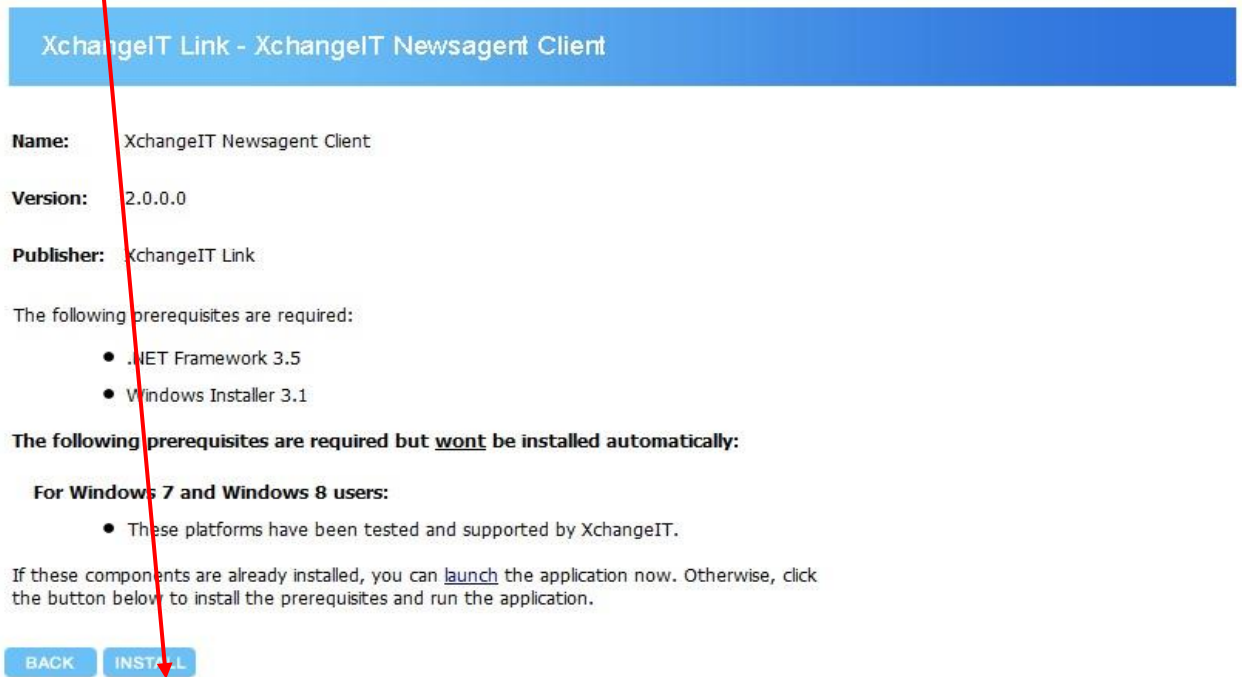 XchangeIT Link - XchangeIT Newsagent Client
Name: XchangeIT Newsagent Client
Version: 2.0.0.0
Publisher: XchangeIT Link
The following prerequisites are required:
.NET Framework 3.5
Windows Installer 3.1
The following prerequisites are required but wont be installed automatically:
For Windows 7 and Windows 8 users:
These platforms have been tested and supported by XchangeIT.
If these components are already installed, you can launch the application now. Otherwise, click
the button below to install the prerequisites and run the application.
BACK INSTALL